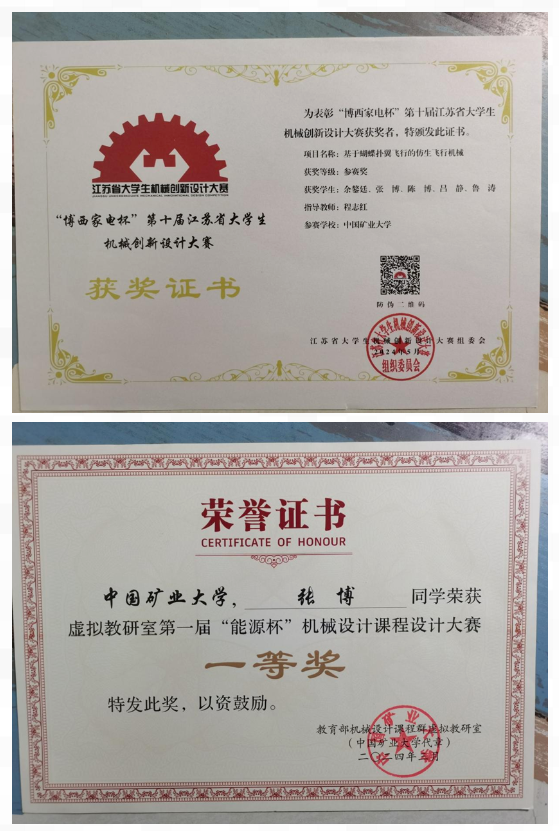 江苏省大学生机械创新设计大赛
“博西家电杯”第十届江苏省大学生
机械创新设计大赛
获奖证书
为表彰“博西家电杯”第十届江苏省大学生
机械创新设计大赛获奖者，特颁发此证书。
项目名称：基于蝴蝶扑翼飞行的仿生飞行机械
获奖等级：参赛奖
获奖学生：余黎廷、张 博、陈 博、吕 静、鲁 涛
指导教师：程志红
参赛学校：中国矿业大学
防伪二维码
江苏省大学生机械创新设计大赛组委会
2024年5月
组织委员会
荣誉证书
CERTIFICATE OF HONOUR
中国矿业大学，张 博 同学荣获
虚拟教研室第一届“能源杯”机械设计课程设计大赛
一等奖
特发此奖，以资鼓励。
教育部机械设计课程群虚拟教研室
（中国矿业大学代章）